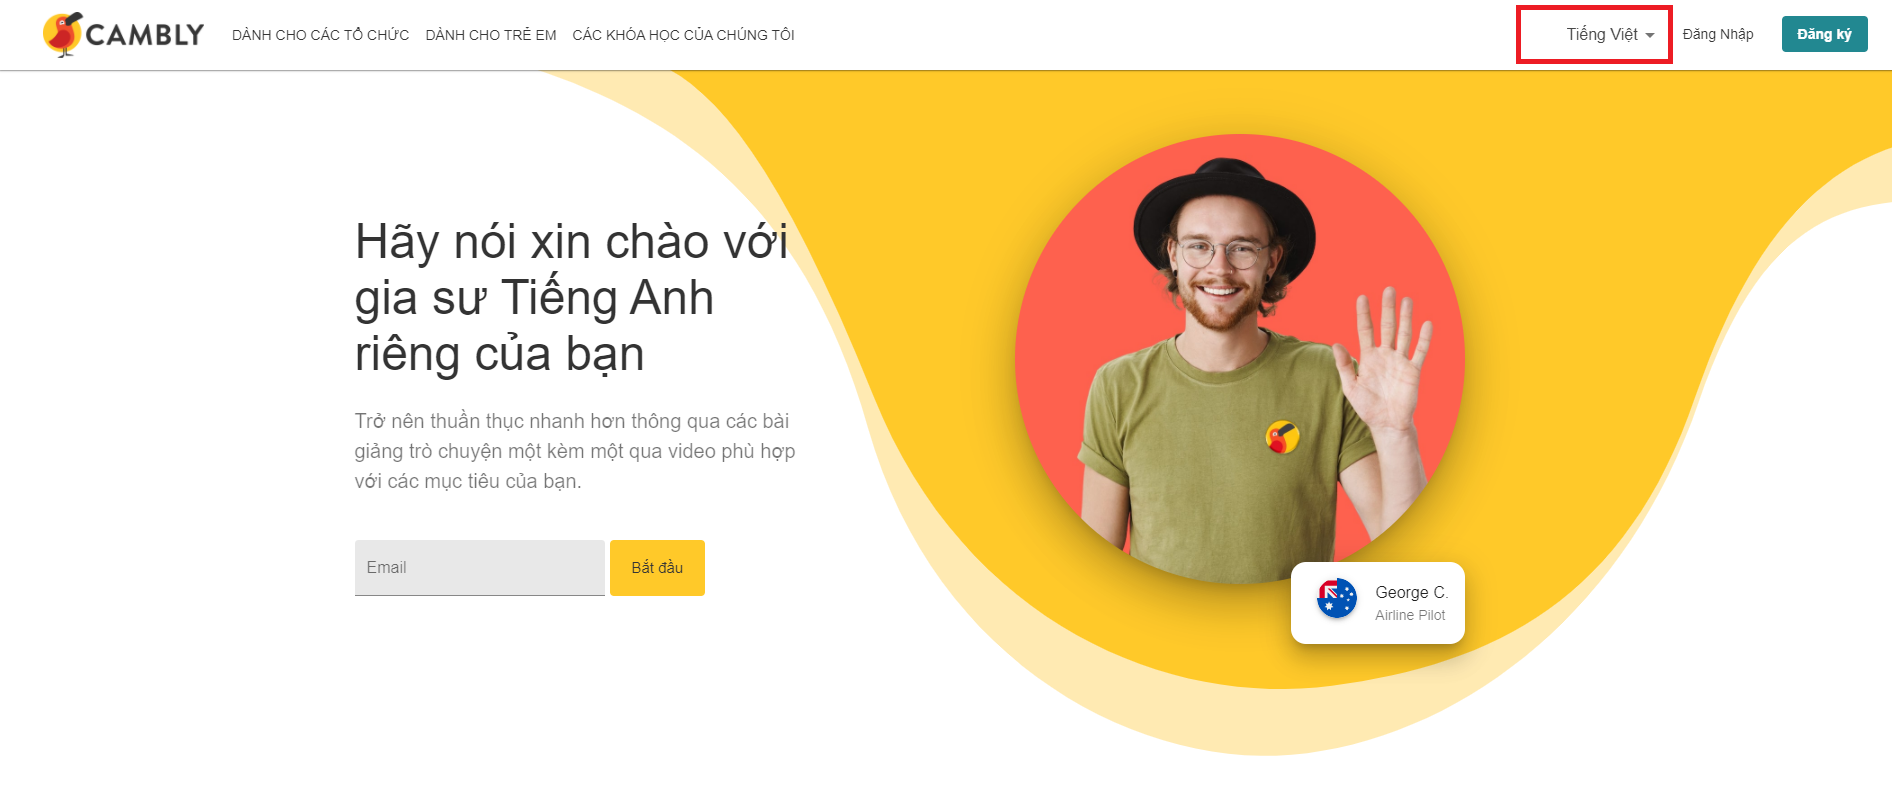 CAMBLY
DÀNH CHO CÁC TỔ CHỨC
DÀNH CHO TRẺ EM
CÁC KHÓA HỌC CỦA CHÚNG TÔI
Tiếng Việt
Đăng Nhập
Đăng ký
Hãy nói xin chào với
gia sư Tiếng Anh
riêng của bạn
Trở nên thuần thục nhanh hơn thông qua các bài
giảng trò chuyện một kèm một qua video phù hợp
với các mục tiêu của bạn.
Email
Bắt đầu
George C.
Airline Pilot